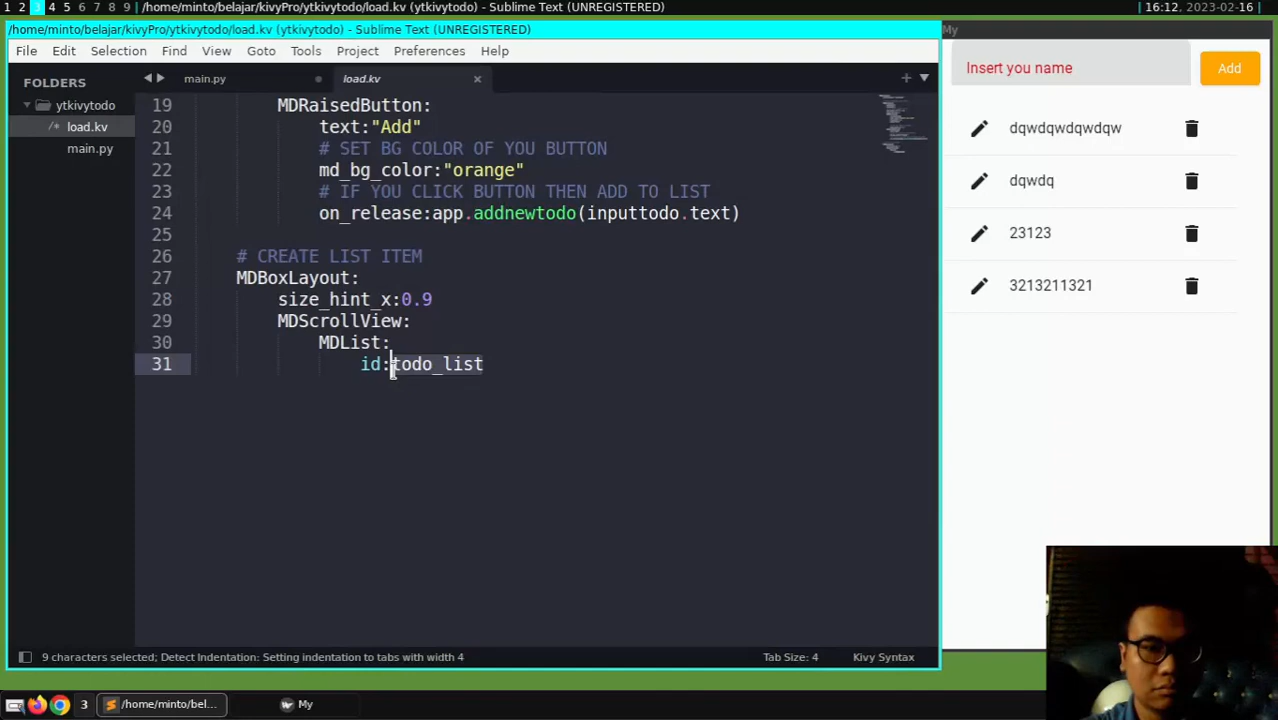 1 2 3 4 5 6 7 8 9 /home/minto/belajar/kivyPro/ytkivytodo/load.kv (ytkivytodo) - Sublime Text (UNREGISTERED) 16:12, 2023-02-16
/home/minto/belajar/kivyPro/ytkivytodo/load.kv (ytkivytodo) - Sublime Text (UNREGISTERED)
My
File Edit Selection View Find Goto Tools Project Preferences Help
FOLDERS
ytkivytodo
/* load.kv
main.py
main.py
load.kv
19 MDRaisedButton:
20 text:"Add"
21 # SET BG COLOR OF YOU BUTTON
22 md_bg_color:"orange"
23 # IF YOU CLICK BUTTON THEN ADD TO LIST
24 on_release:app.addnewtodo(inputtodo.text)
25
26 # CREATE LIST ITEM
27 MDBoxLayout:
28 size_hint_x:0.9
29 MDScrollView:
30 MDList:
31 id:todo_list
9 characters selected; Detect Indentation: Setting indentation to tabs with width 4
Tab Size: 4
Kivy Syntax
Insert you name
Add
dqwdqwdqwdqw
dqwdq
23123
3213211321
3
/home/minto/bel...
My